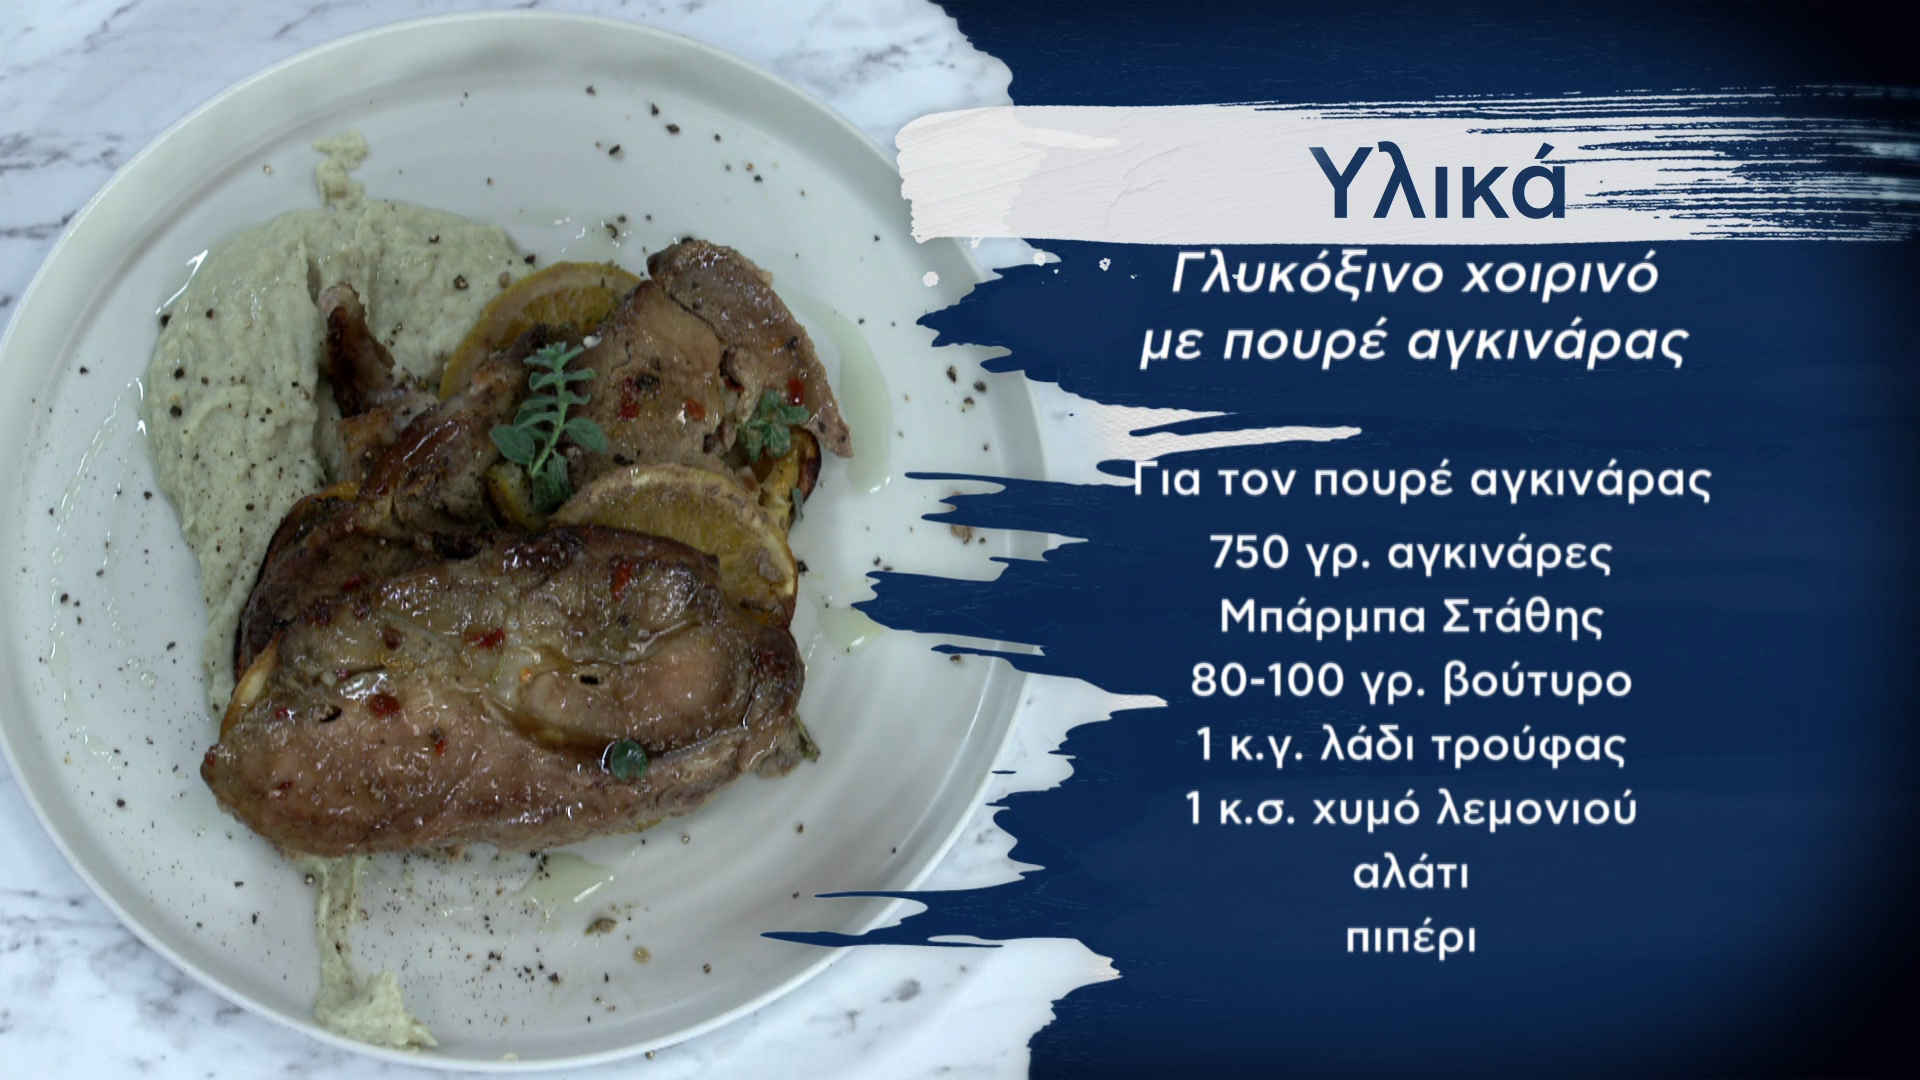 Υλικά
Γλυκόξινο χοιρινό
με πουρέ αγκινάρας
Για τον πουρέ αγκινάρας
750 γρ. αγκινάρες
Μπάρμπα Στάθης
80-100 γρ. βούτυρο
1 κ.γ. λάδι τρούφας
1 κ.σ. χυμό λεμονιού
αλάτι
πιπέρι